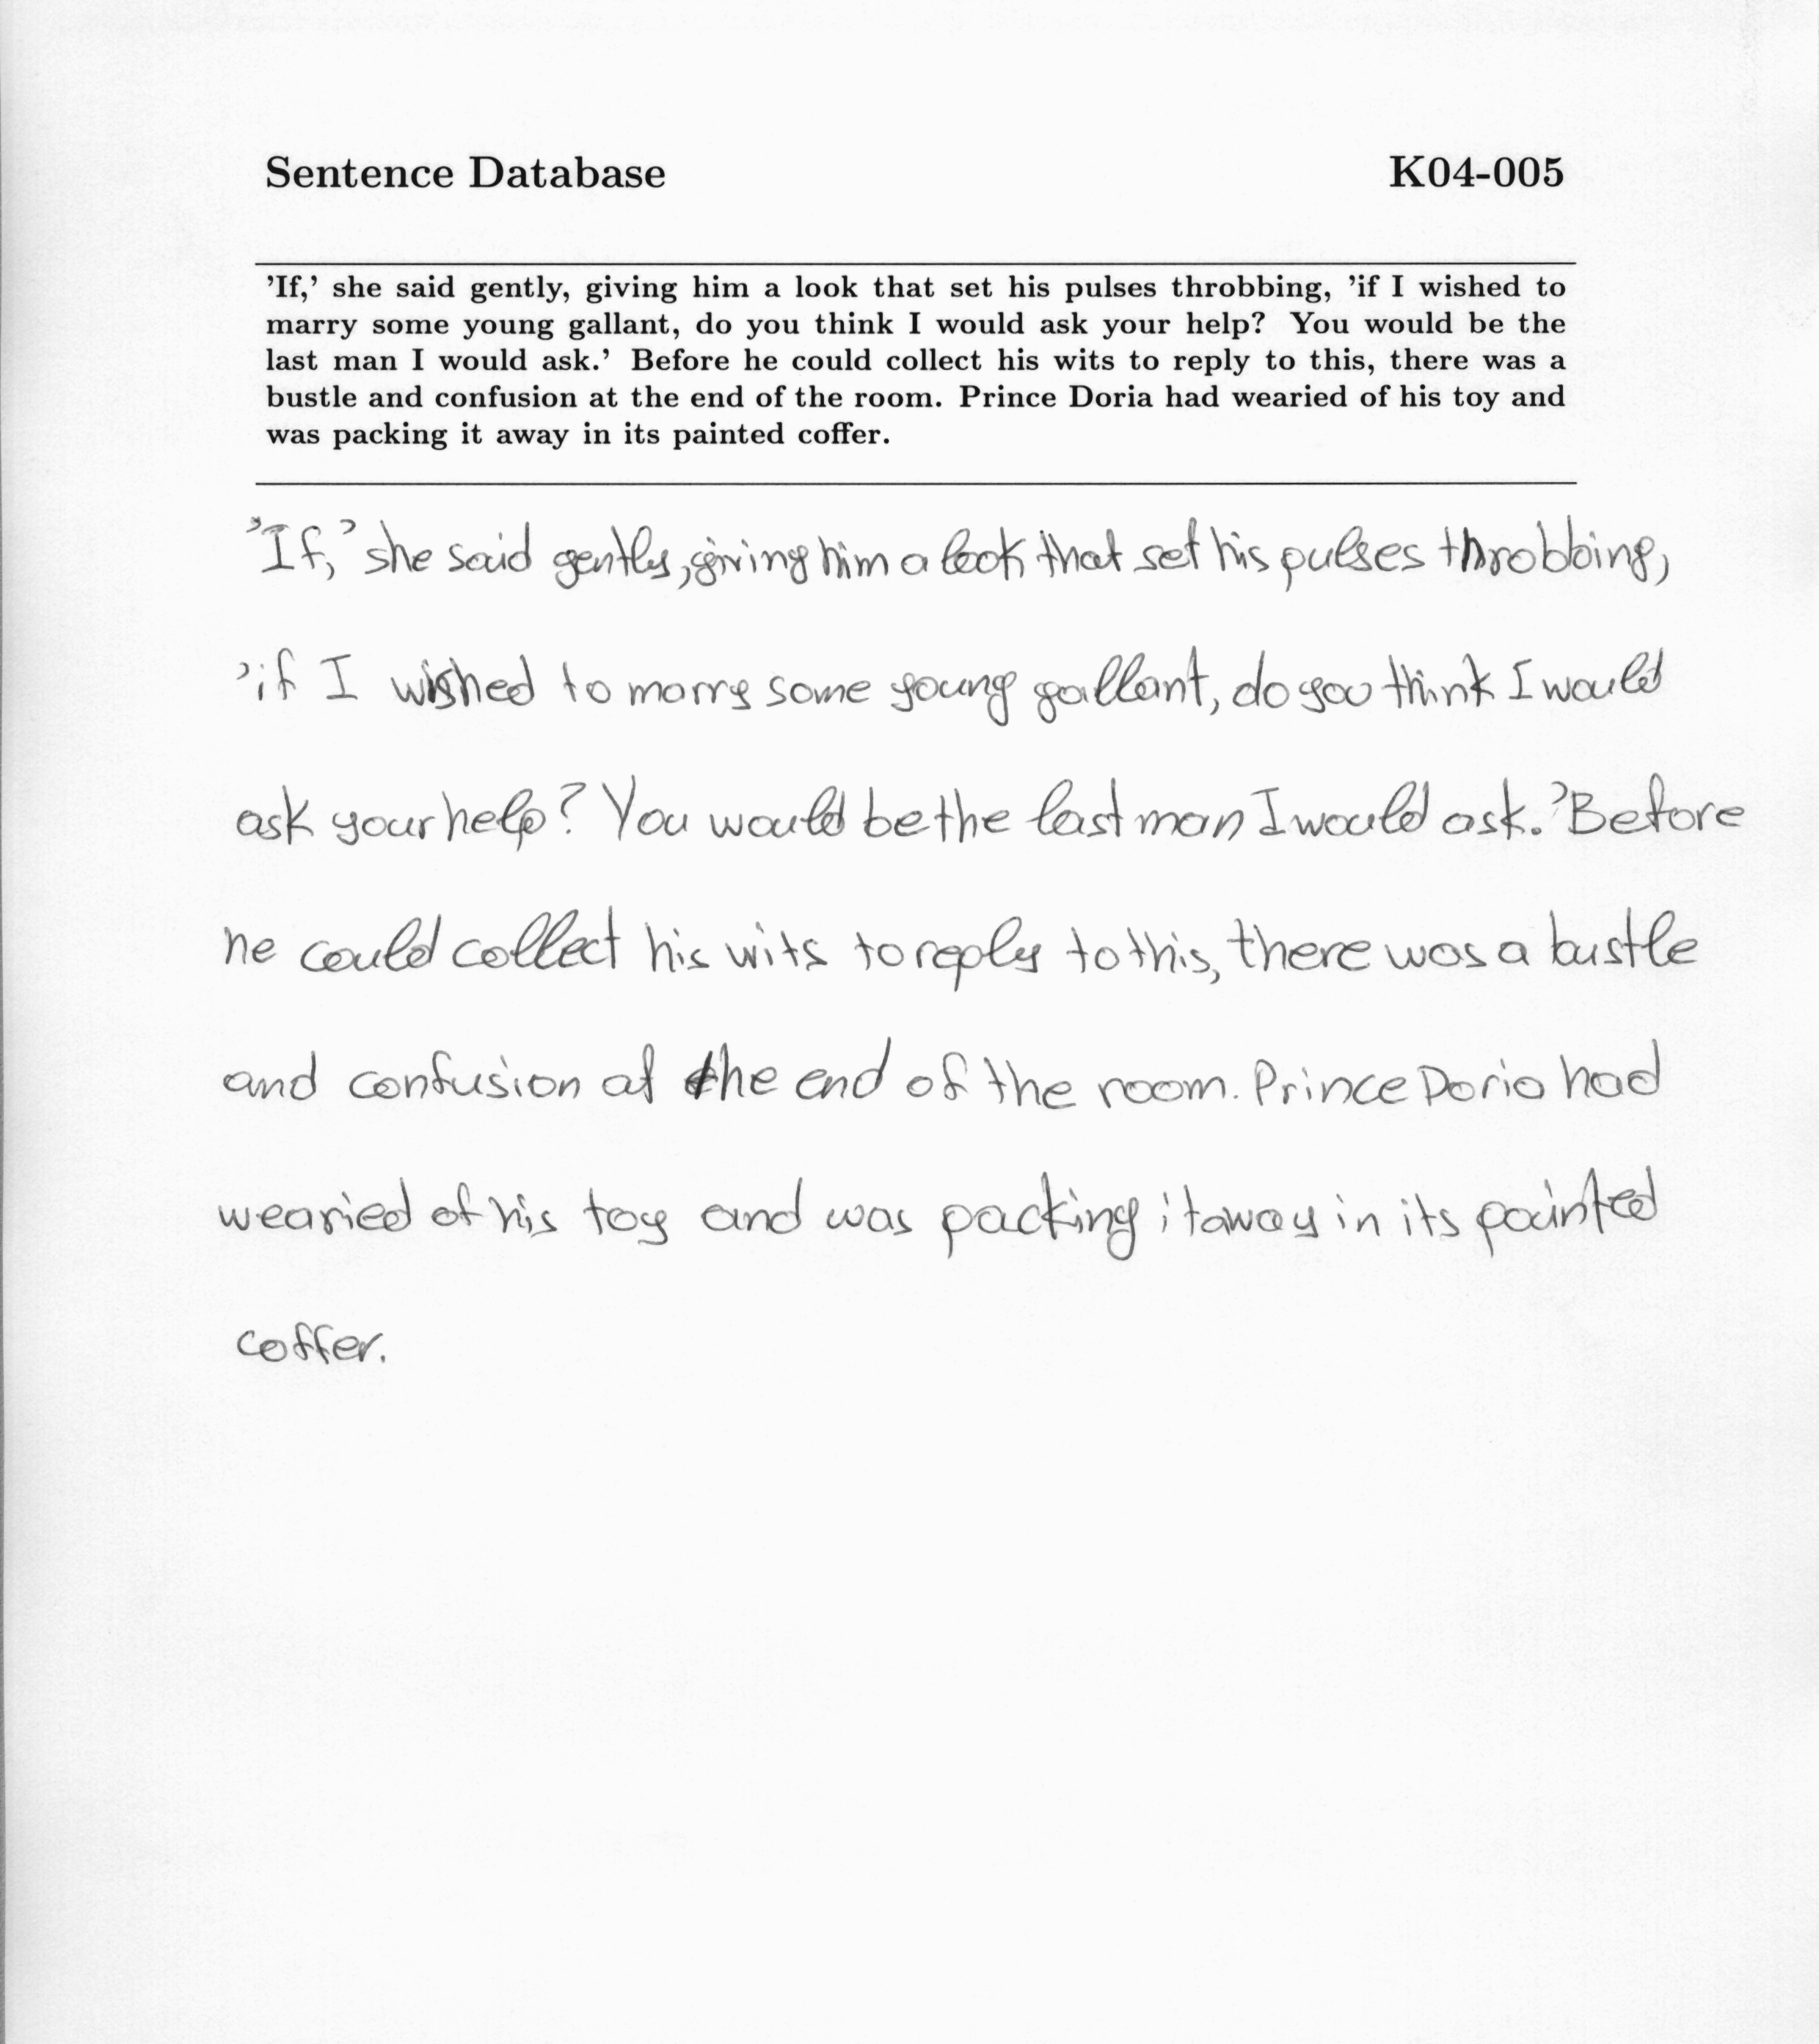 Sentence Database K04-005
'If,' she said gently, giving him a look that set his pulses throbbing, 'if I wished to
marry some young gallant, do you think I would ask your help? You would be the
last man I would ask.' Before he could collect his wits to reply to this, there was a
bustle and confusion at the end of the room. Prince Doria had wearied of his toy and
was packing it away in its painted coffer.
'If,' she said gently, giving him a look that set his pulses throbbing,
'if I wished to marry some young gallant, do you think I would
ask your help? You would be the last man I would ask.' Before
he could collect his wits to reply to this, there was a bustle
and confusion at the end of the room. Prince Doria had
wearied of his toy and was packing it away in its painted
coffer.